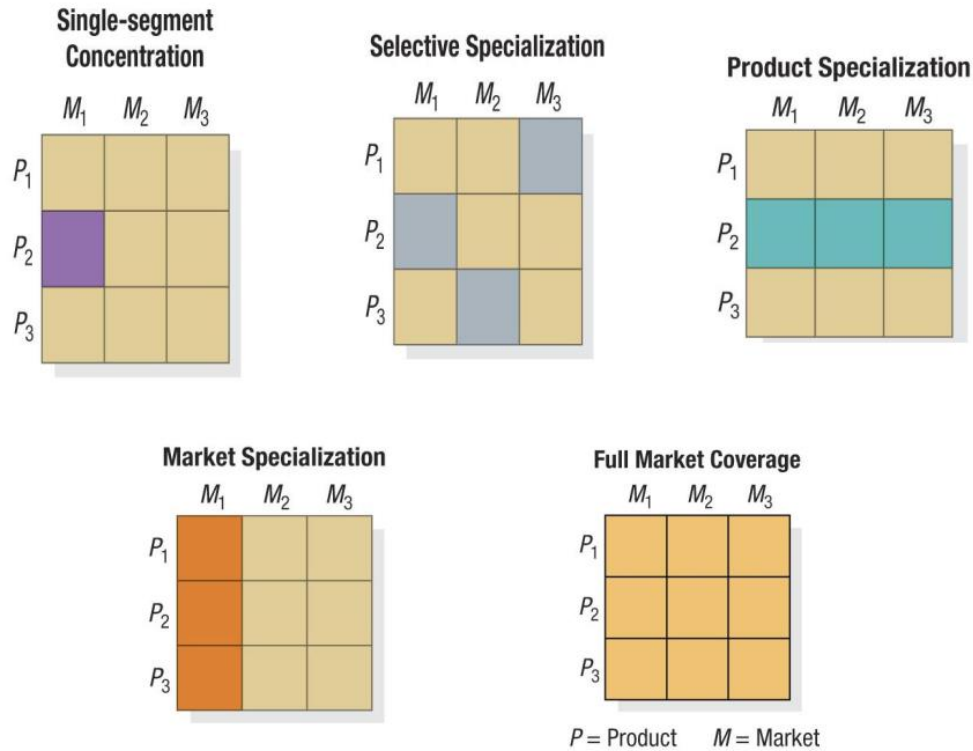 Single-segment
Concentration
M₁ M₂ M₃
P₁
P₂
P₃
Selective Specialization
M₁ M₂ M₃
P₁
P₂
P₃
Product Specialization
M₁ M₂ M₃
P₁
P₂
P₃
Market Specialization
M₁ M₂ M₃
P₁
P₂
P₃
Full Market Coverage
M₁ M₂ M₃
P₁
P₂
P₃
P = Product M = Market